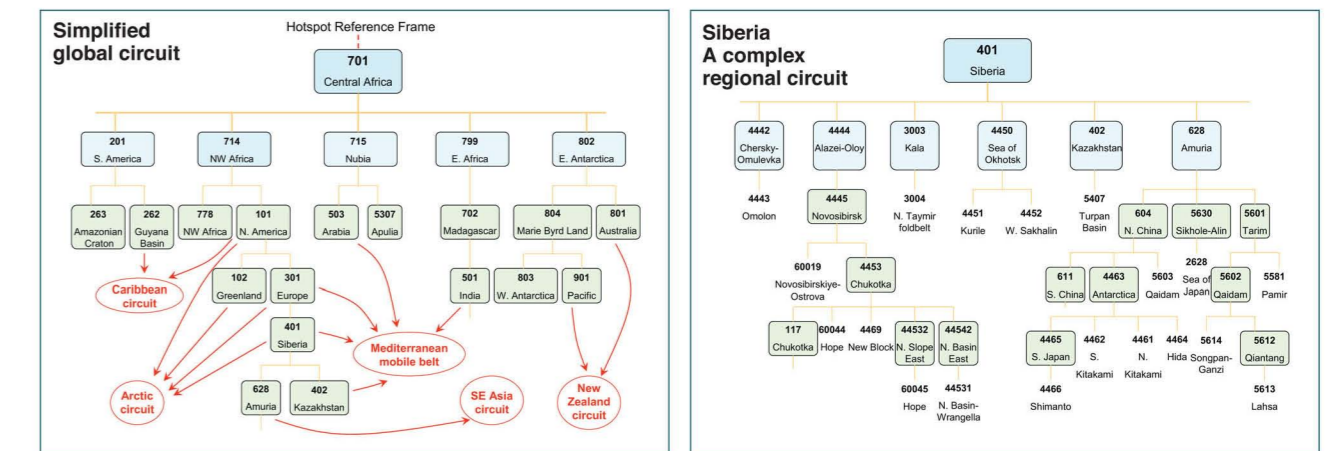 Simplified
global circuit
Hotspot Reference Frame
701
Central Africa
201
S. America
714
NW Africa
715
Nubia
799
E. Africa
802
E. Antarctica
263
Amazonian
Craton
262
Guyana
Basin
778
NW Africa
101
N. America
503
Arabia
5307
Apulia
702
Madagascar
804
Marie Byrd Land
801
Australia
Caribbean
circuit
102
Greenland
301
Europe
501
India
803
W. Antarctica
901
Pacific
401
Siberia
Mediterranean
mobile belt
628
Amuria
402
Kazakhstan
Arctic
circuit
SE Asia
circuit
New
Zealand
circuit
Siberia
A complex
regional circuit
401
Siberia
4442
Chersky-
Omulevka
4444
Alazei-Oloy
3003
Kala
4450
Sea of
Okhotsk
402
Kazakhstan
628
Amuria
4443
Omolon
4445
Novosibirsk
3004
N. Taymir
foldbelt
4451
Kurile
4452
W. Sakhalin
5407
Turpan
Basin
604
N. China
5630
Sikhole-Alin
5601
Tarim
60019
Novosibirskiye-
Ostrova
4453
Chukotka
611
S. China
4463
Antarctica
5603
Qaidam
2628
Sea of
Japan
5602
Qaidam
5581
Pamir
117
Chukotka
60044
Hope
4469
New Block
44532
N. Slope
East
44542
N. Basin
East
4465
S. Japan
4462
S.
Kitakami
4461
N.
Kitakami
4464
Hida
5614
Songpan-
Ganzi
5612
Qiantang
60045
Hope
44531
N. Basin-
Wrangella
4466
Shimanto
5613
Lahsa